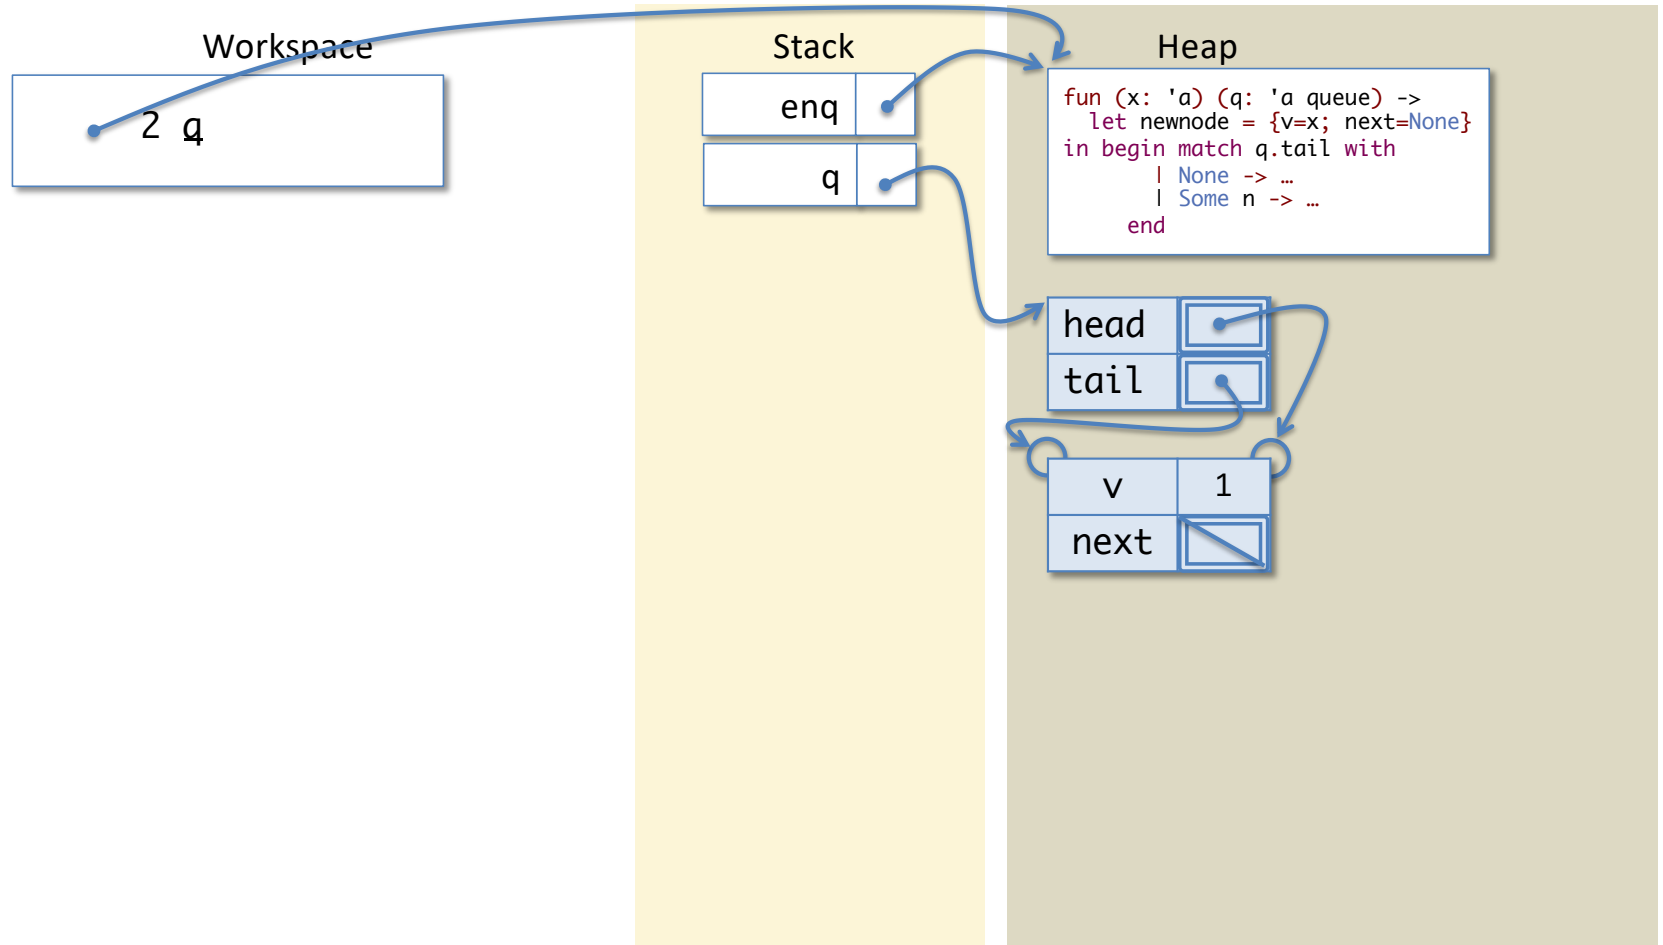 Workspace
2 q
Stack
enq
q
Heap
fun (x: 'a) (q: 'a queue) ->
let newnode = {v=x; next=None}
in begin match q.tail with
| None -> …
| Some n -> …
end
head
tail
v 1
next